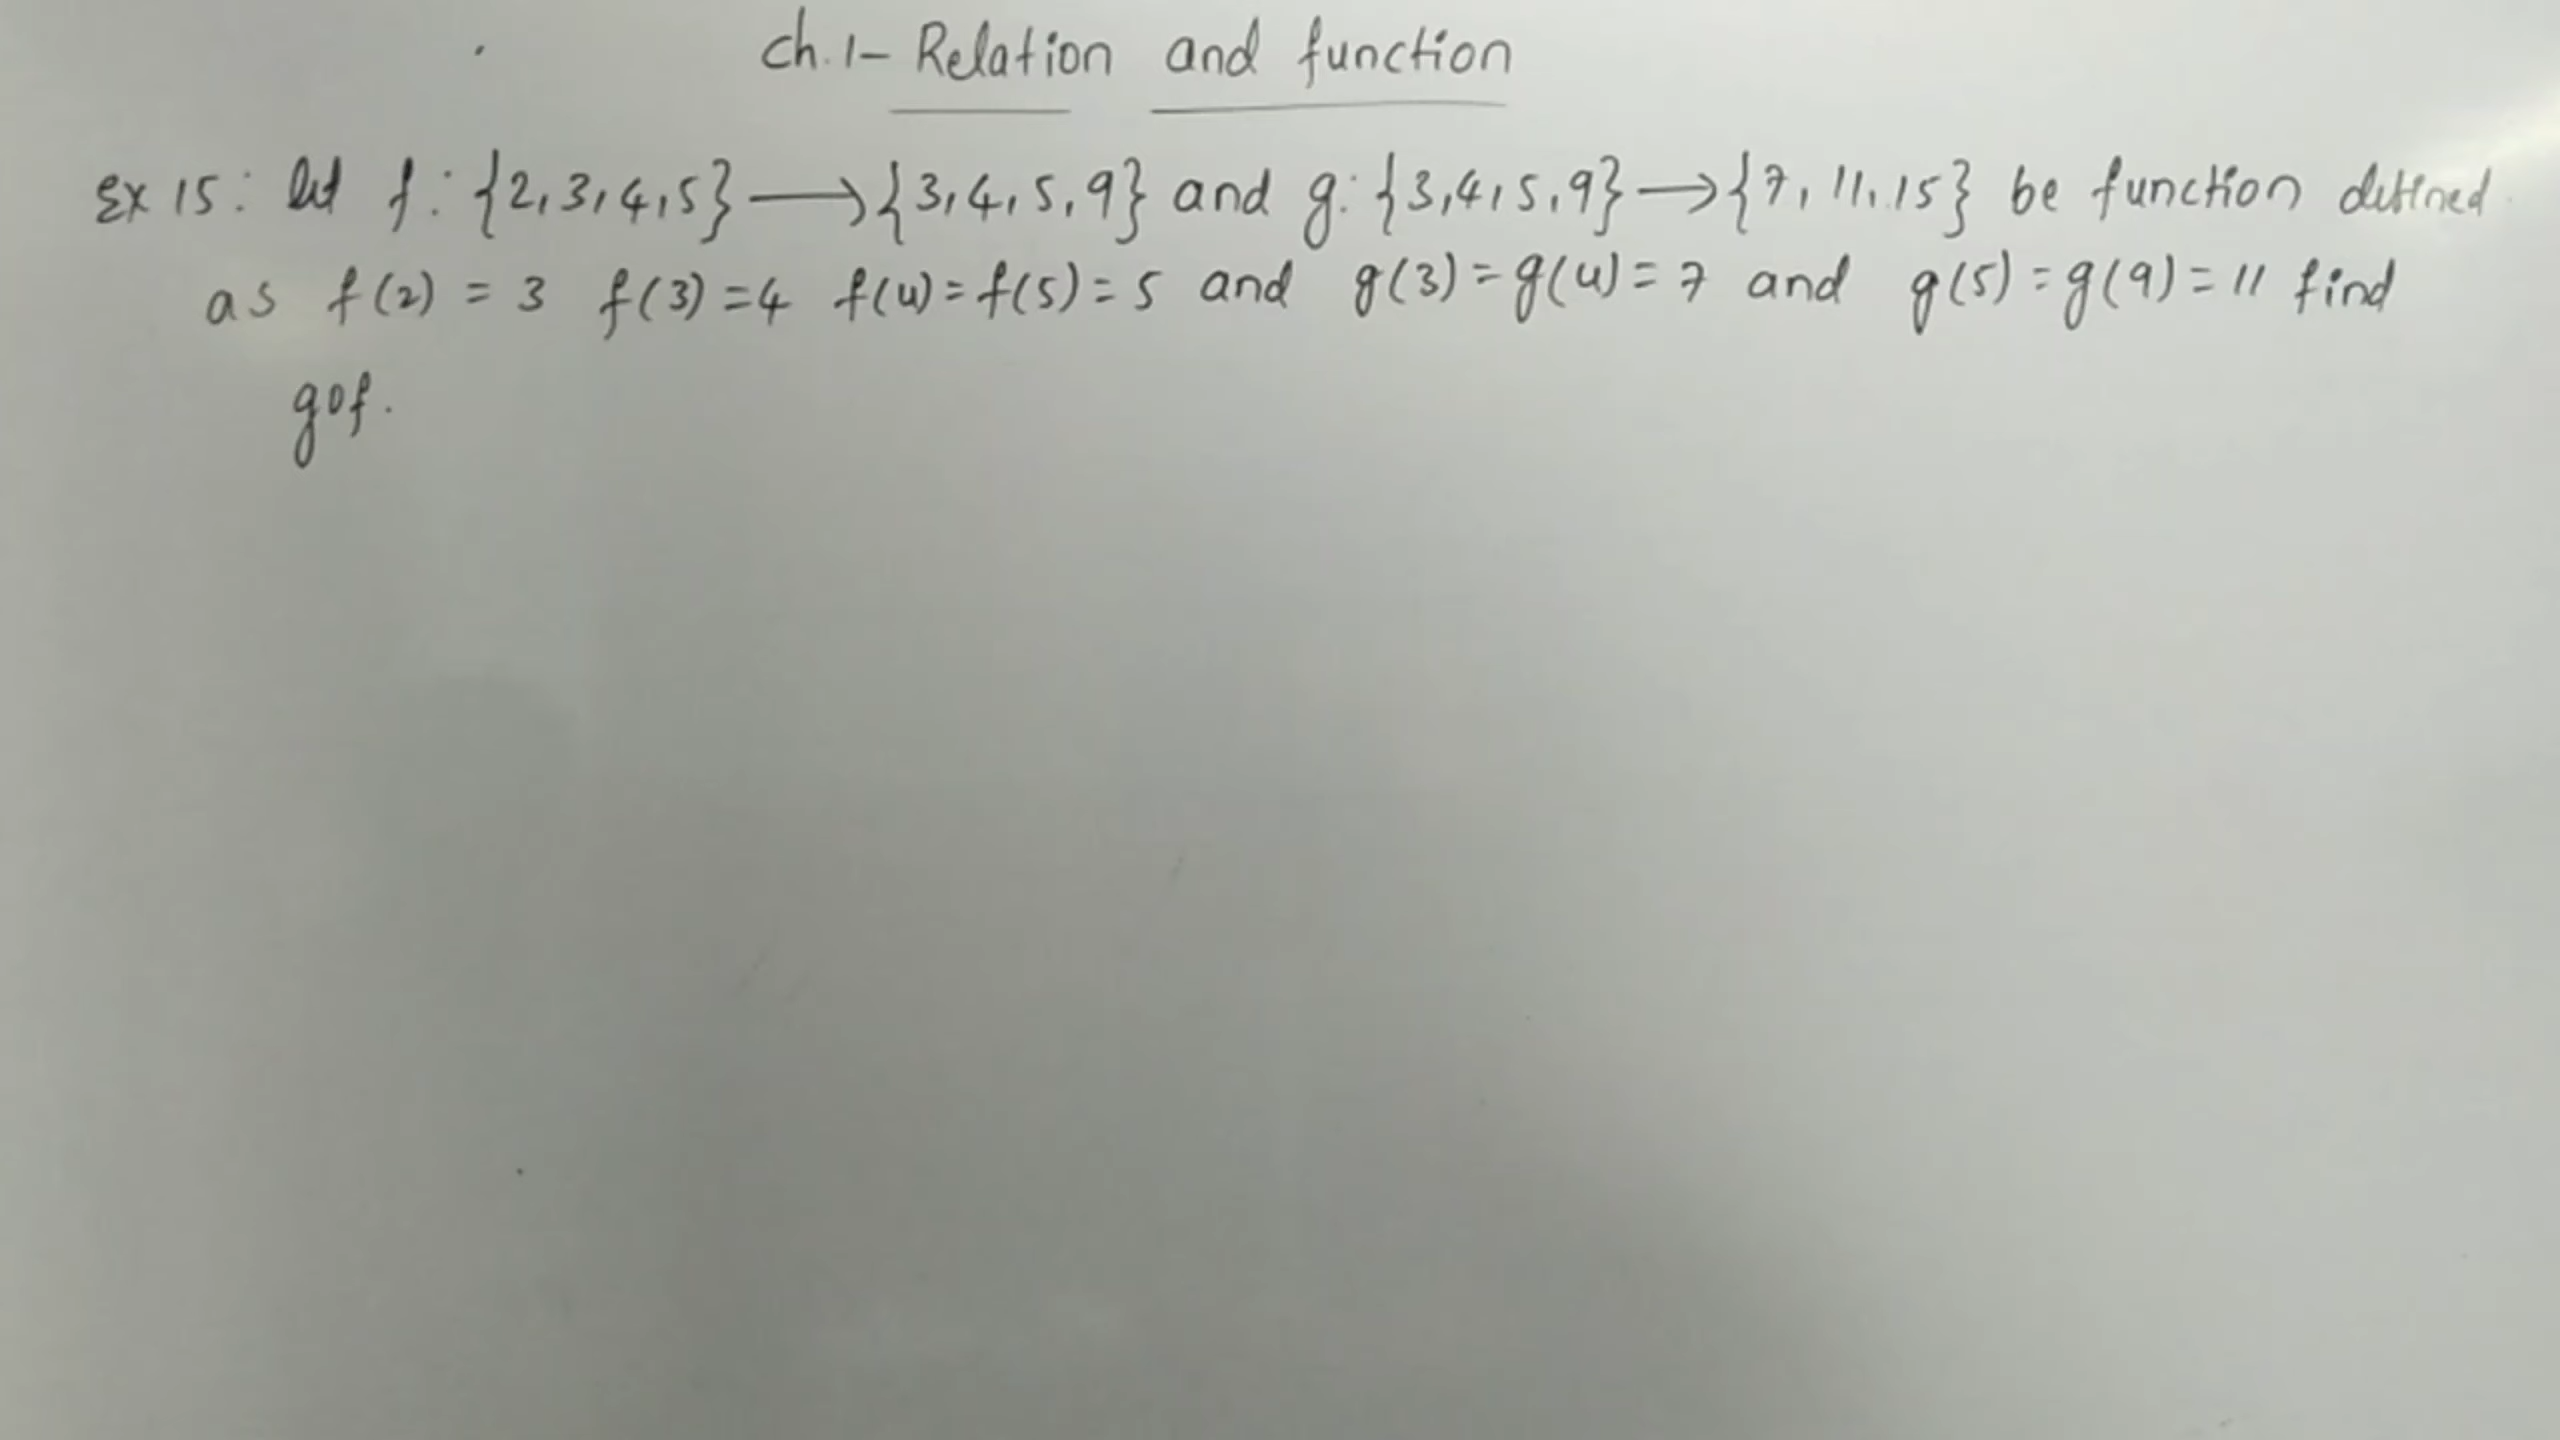 Ch.1- Relation and function
Ex 15: let f: {2,3,4,5} ⟶ {3,4,5,9} and g: {3,4,5,9} ⟶ {7, 11, 15} be function defined
as f(2) = 3 f(3) = 4 f(4) = f(5) = 5 and g(3) = g(4) = 7 and g(5) = g(9) = 11 find
gof.